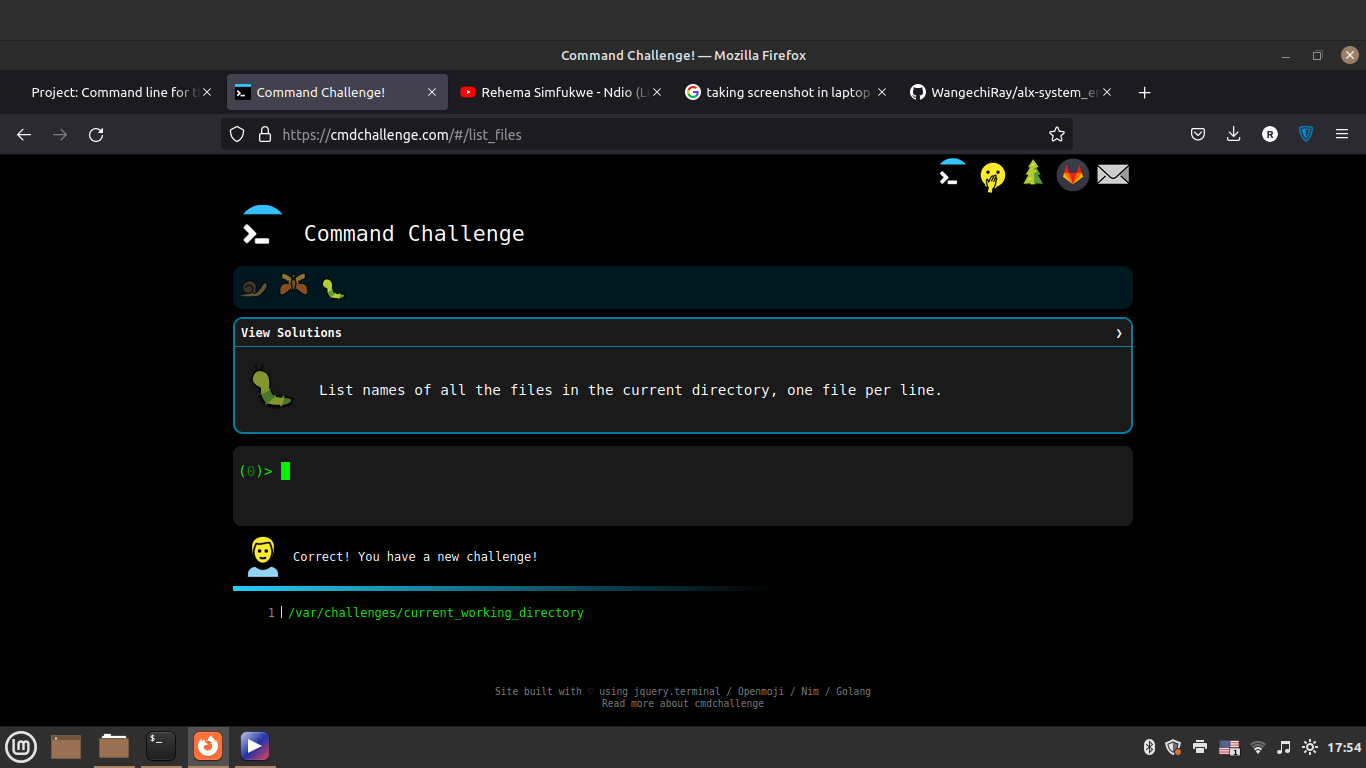 Command Challenge! — Mozilla Firefox
Project: Command line for t
Command Challenge!
Rehema Simfukwe - Ndio (Li
taking screenshot in laptop
WangechiRay/alx-system_en
https://cmdchallenge.com/#/list_files
R
Command Challenge
View Solutions
List names of all the files in the current directory, one file per line.
(0)>
Correct! You have a new challenge!
1 /var/challenges/current_working_directory
Site built with ♡ using jquery.terminal / Openmoji / Nim / Golang
Read more about cmdchallenge
$_
1
17:54